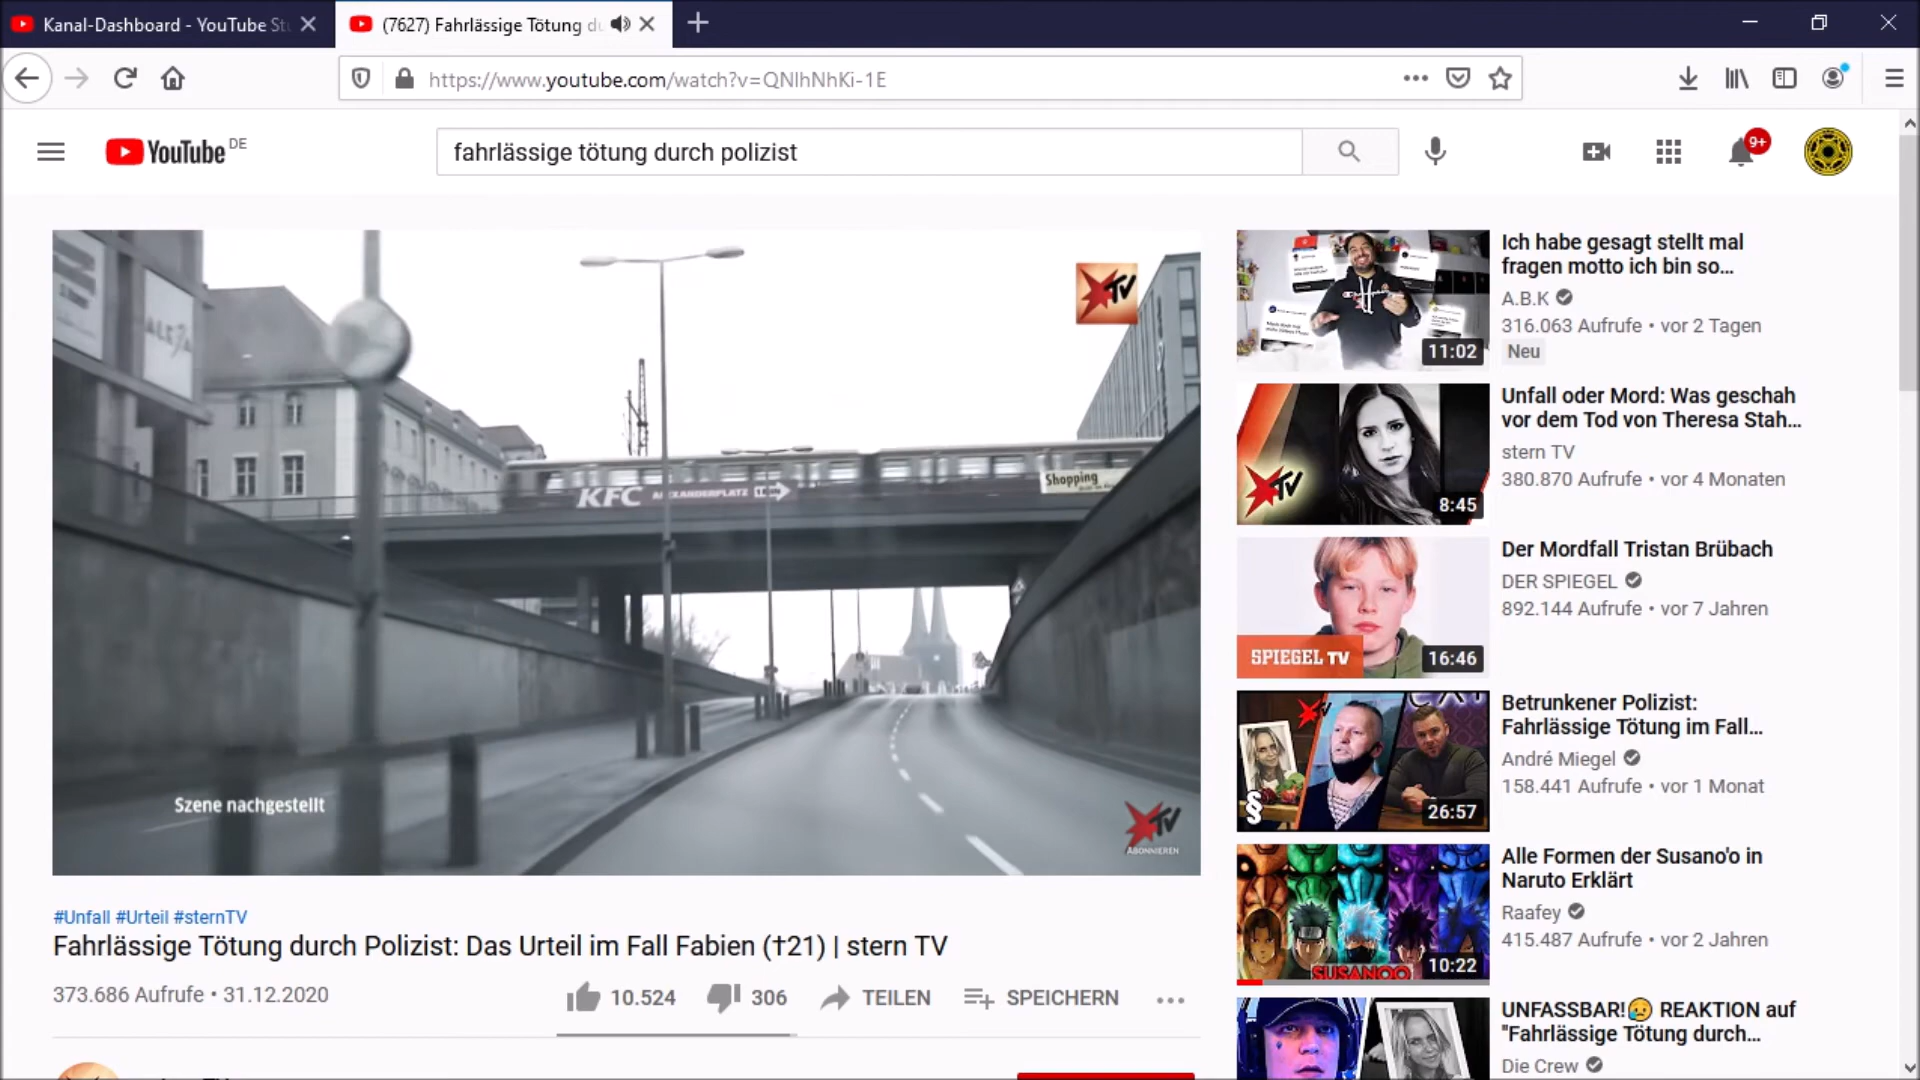 Kanal-Dashboard - YouTube St
(7627) Fahrlässige Tötung d
https://www.youtube.com/watch?v=QNIhNhKi-1E
YouTube DE
fahrlässige tötung durch polizist
9+
TV
KFC ALEXANDERPLATZ
Shopping
Szene nachgestellt
TV
ABONNIEREN
#Unfall #Urteil #sternTV
Fahrlässige Tötung durch Polizist: Das Urteil im Fall Fabien (†21) | stern TV
373.686 Aufrufe • 31.12.2020
10.524
306
TEILEN
SPEICHERN
11:02
Ich habe gesagt stellt mal
fragen motto ich bin so...
A.B.K
316.063 Aufrufe • vor 2 Tagen
Neu
TV
8:45
Unfall oder Mord: Was geschah
vor dem Tod von Theresa Stah...
stern TV
380.870 Aufrufe • vor 4 Monaten
SPIEGEL TV
16:46
Der Mordfall Tristan Brübach
DER SPIEGEL
892.144 Aufrufe • vor 7 Jahren
TV
§
26:57
Betrunkener Polizist:
Fahrlässige Tötung im Fall...
André Miegel
158.441 Aufrufe • vor 1 Monat
SUSANOO
10:22
Alle Formen der Susano'o in
Naruto Erklärt
Raafey
415.487 Aufrufe • vor 2 Jahren
UNFASSBAR!😥 REAKTION auf
"Fahrlässige Tötung durch...
Die Crew